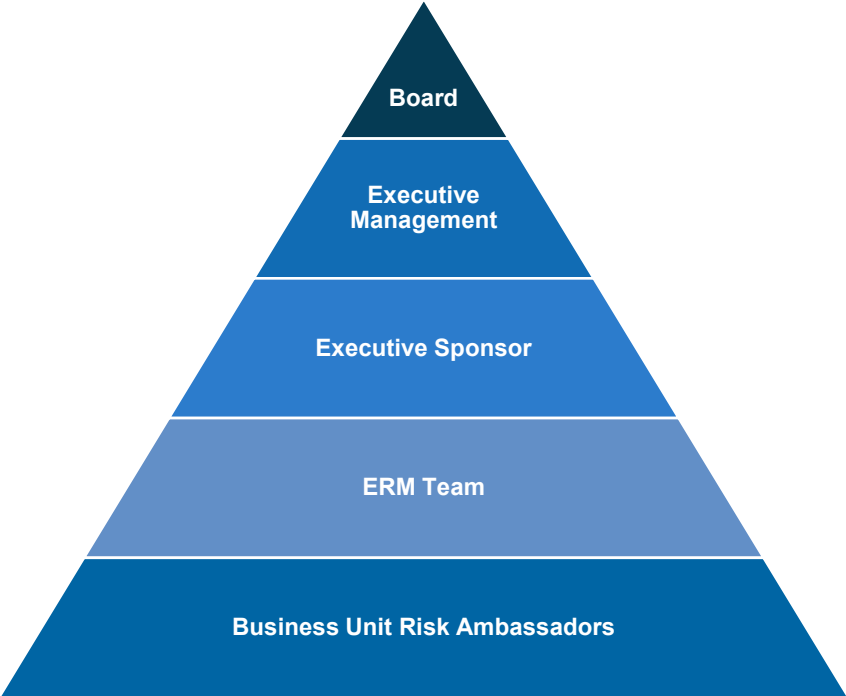 Board
Executive
Management
Executive Sponsor
ERM Team
Business Unit Risk Ambassadors